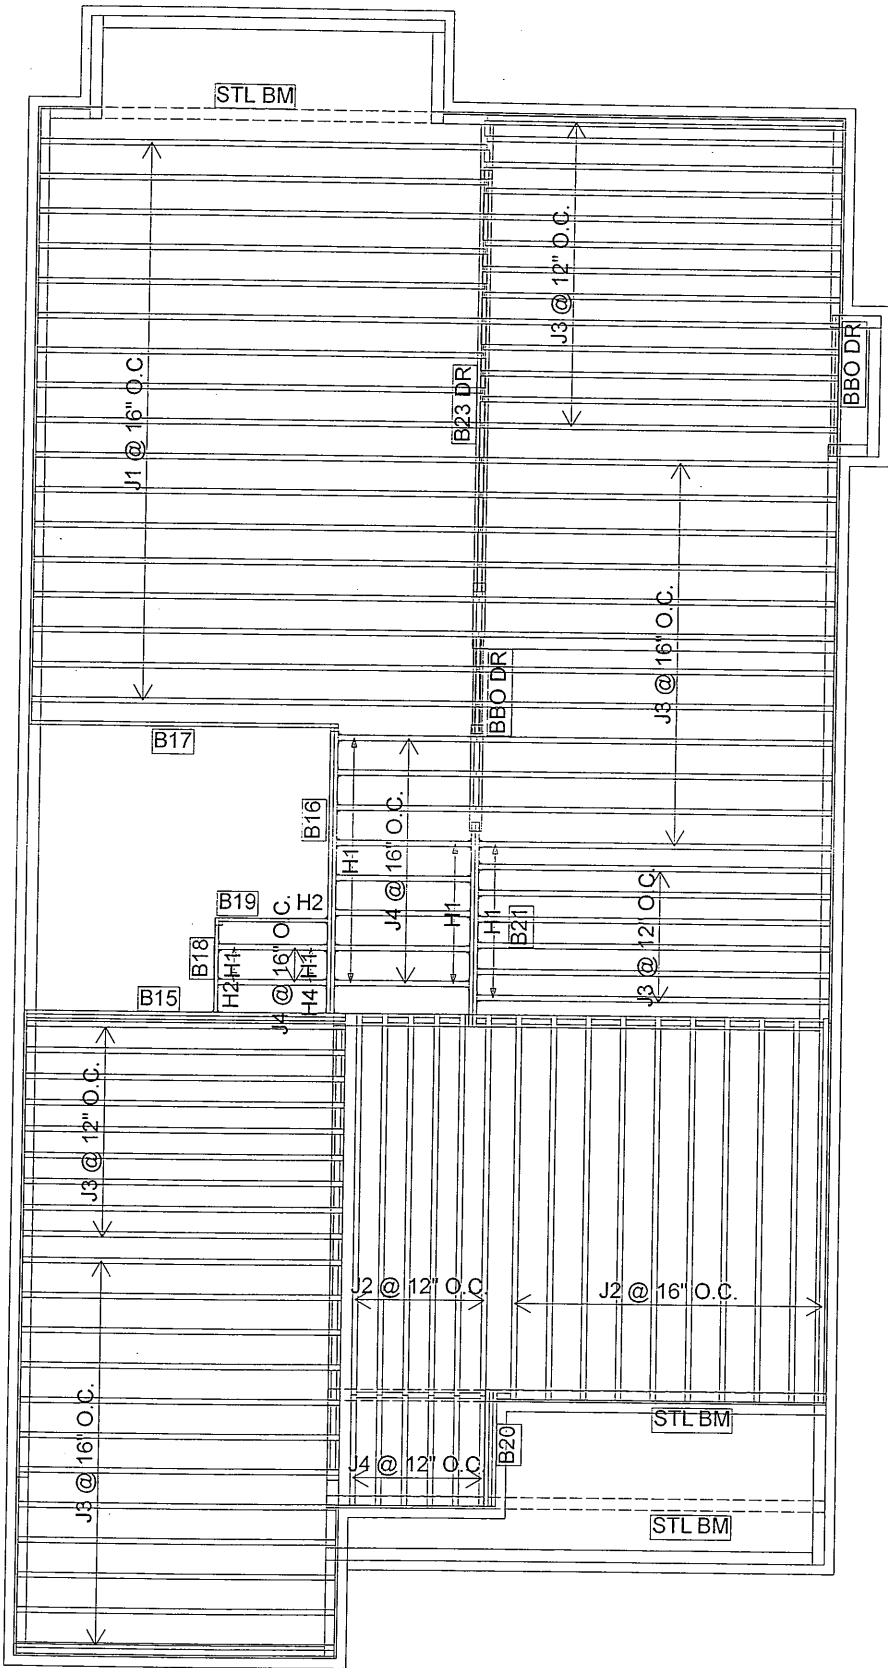 STL BM
J3 @ 12" O.C.
BBO DR
J1 @ 16" O.C
B23 DR
J3 @ 16" O.C.
BBO DR
B17
B16
H1
J4 @ 16" O.C.
H1
H1
B21
J3 @ 12" O.C.
B19
H2
B18
H2
H1
J4 @ 16" O.C.
H4
H1
B15
J3 @ 12" O.C.
J2 @ 12" O.C.
J2 @ 16" O.C.
J3 @ 16" O.C.
STL BM
B20
J4 @ 12" O.C
STL BM